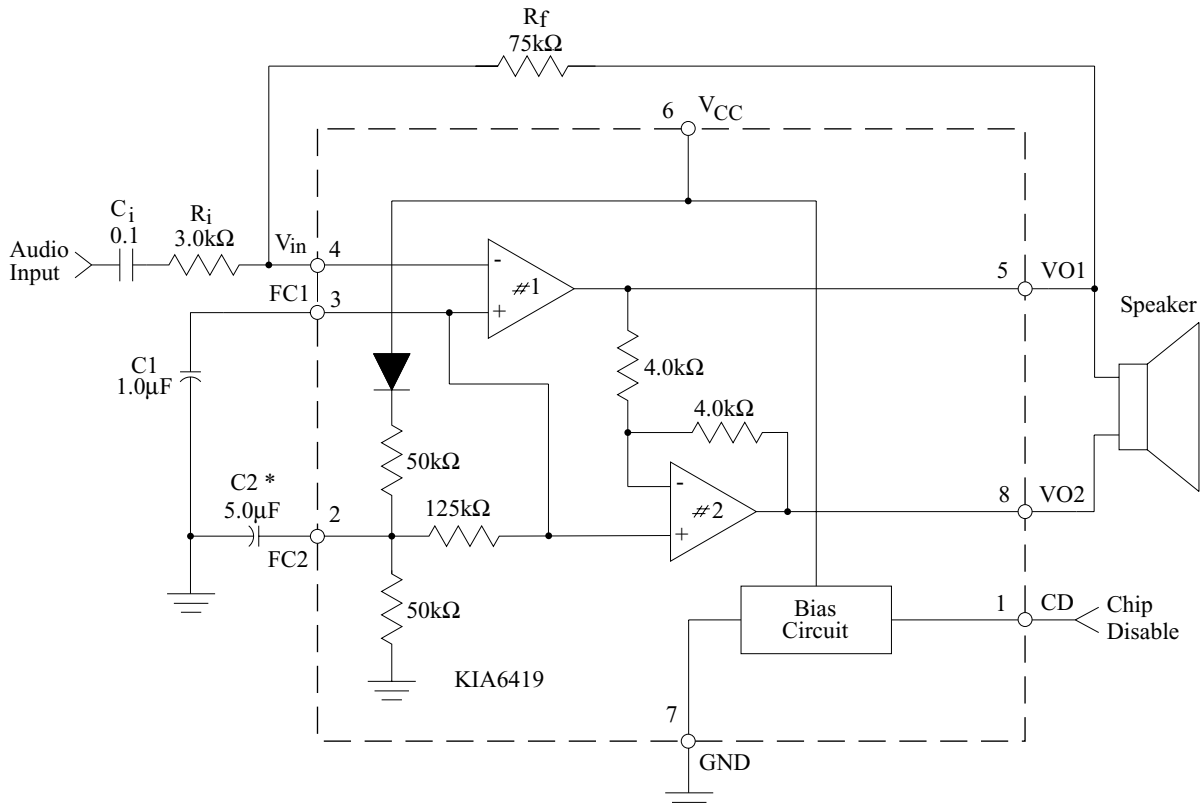 Rf
75kΩ
6
VCC
Ci
0.1
Ri
3.0kΩ
Audio
Input
Vin
4
FC1
3
-
+
#1
5
VO1
Speaker
C1
1.0μF
4.0kΩ
4.0kΩ
50kΩ
C2 *
5.0μF
2
FC2
125kΩ
-
+
#2
8
VO2
50kΩ
Bias
Circuit
1
CD
Chip
Disable
KIA6419
7
GND